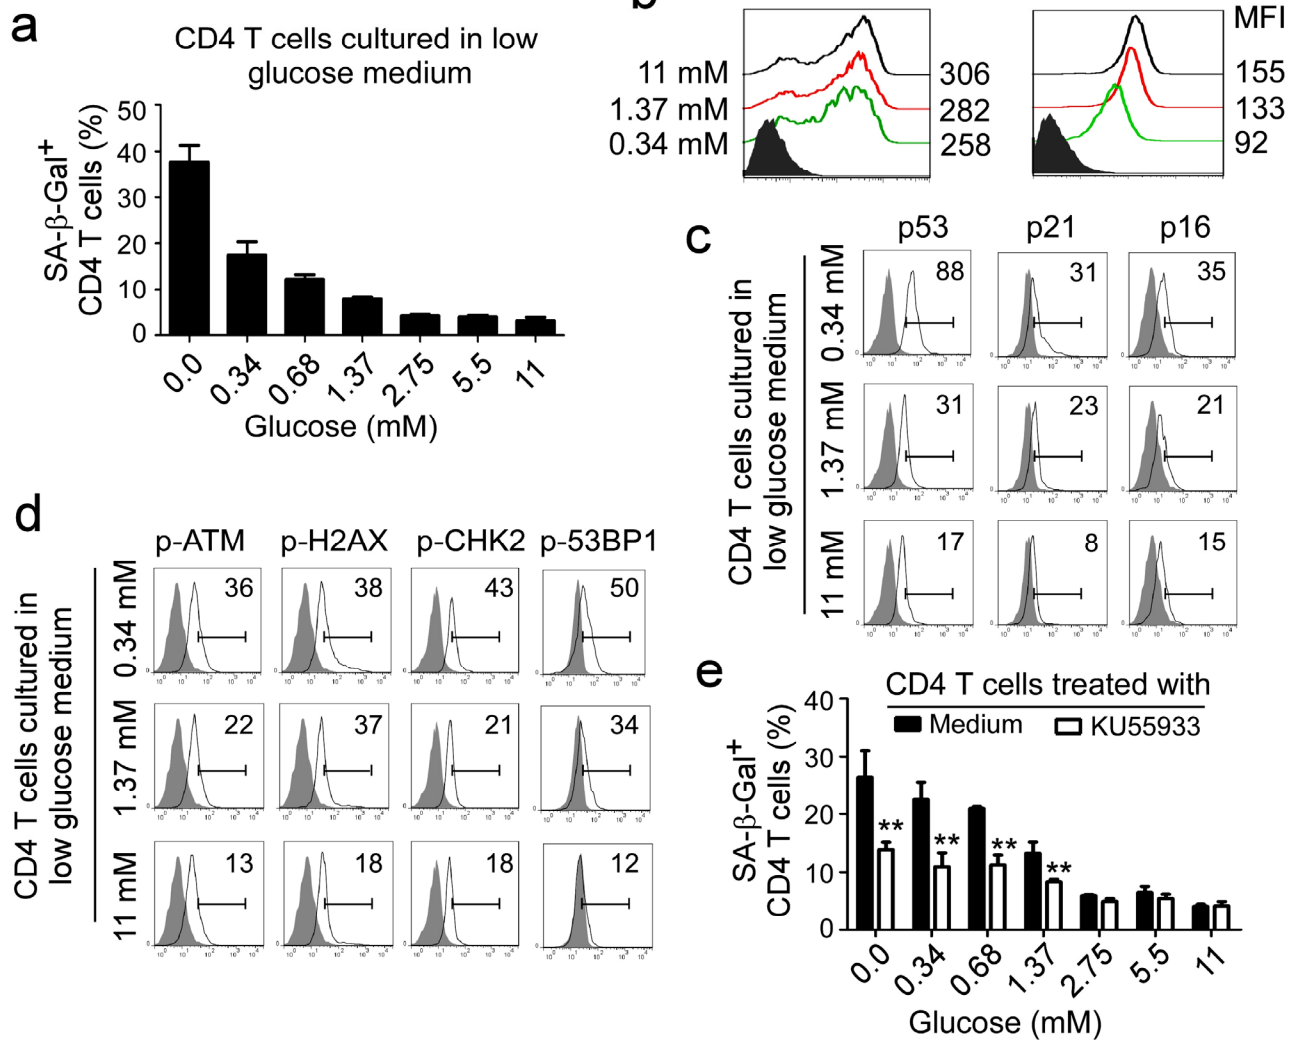 a
CD4 T cells cultured in low
glucose medium
SA-β-Gal+
CD4 T cells (%)
50
40
30
20
10
0
0.0 0.34 0.68 1.37 2.75 5.5 11
Glucose (mM)
b
MFI
11 mM 306 155
1.37 mM 282 133
0.34 mM 258 92
c
p53 p21 p16
CD4 T cells cultured in
low glucose medium
0.34 mM 88 31 35
1.37 mM 31 23 21
11 mM 17 8 15
d
p-ATM p-H2AX p-CHK2 p-53BP1
CD4 T cells cultured in
low glucose medium
0.34 mM 36 38 43 50
1.37 mM 22 37 21 34
11 mM 13 18 18 12
e
CD4 T cells treated with
Medium KU55933
SA-β-Gal+
CD4 T cells (%)
40
30
20
10
0
** ** ** **
0.0 0.34 0.68 1.37 2.75 5.5 11
Glucose (mM)